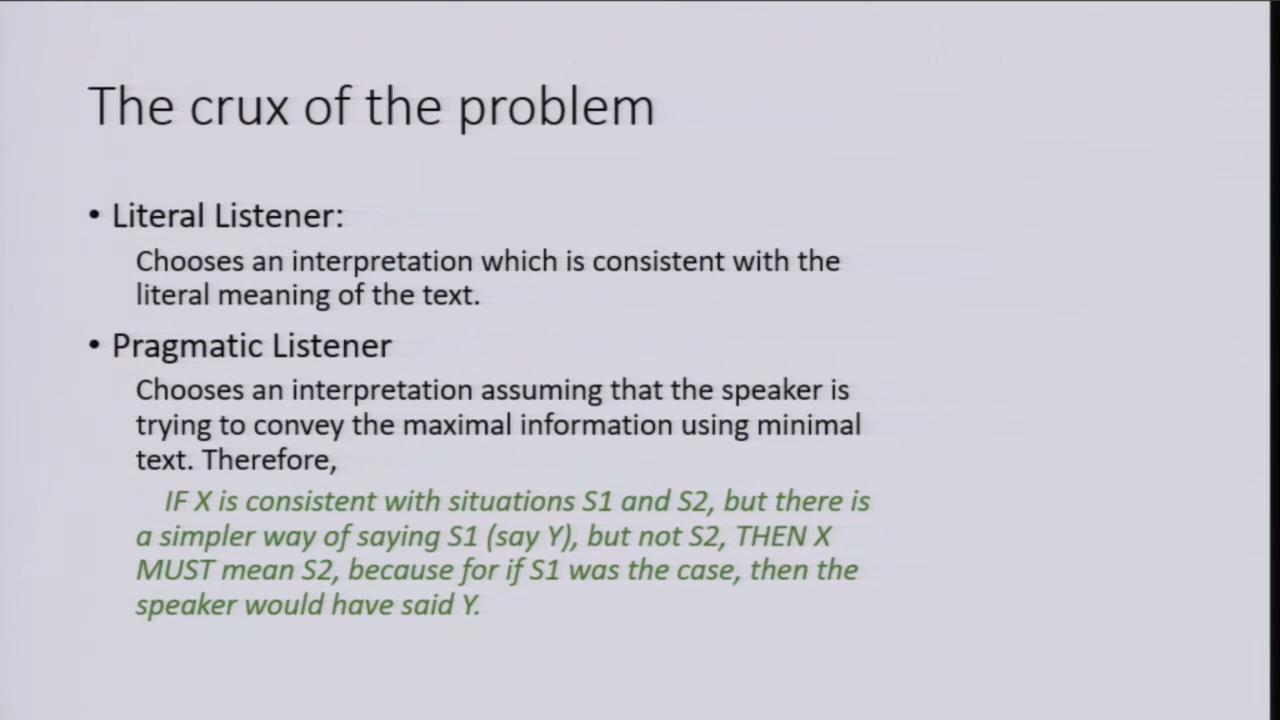 The crux of the problem
• Literal Listener:
Chooses an interpretation which is consistent with the
literal meaning of the text.
• Pragmatic Listener
Chooses an interpretation assuming that the speaker is
trying to convey the maximal information using minimal
text. Therefore,
IF X is consistent with situations S1 and S2, but there is
a simpler way of saying S1 (say Y), but not S2, THEN X
MUST mean S2, because for if S1 was the case, then the
speaker would have said Y.